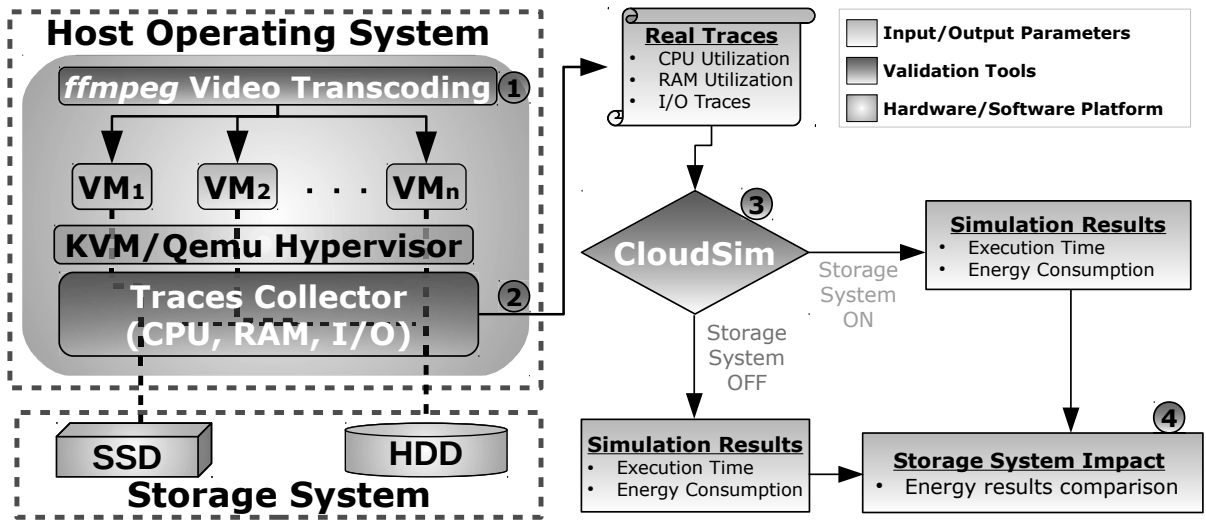 Host Operating System
ffmpeg Video Transcoding
1
VM1
VM2
. . .
VMn
KVM/Qemu Hypervisor
Traces Collector
(CPU, RAM, I/O)
2
SSD
HDD
Storage System
Real Traces
• CPU Utilization
• RAM Utilization
• I/O Traces
Input/Output Parameters
Validation Tools
Hardware/Software Platform
3
CloudSim
Storage
System
ON
Storage
System
OFF
Simulation Results
• Execution Time
• Energy Consumption
Simulation Results
• Execution Time
• Energy Consumption
4
Storage System Impact
• Energy results comparison